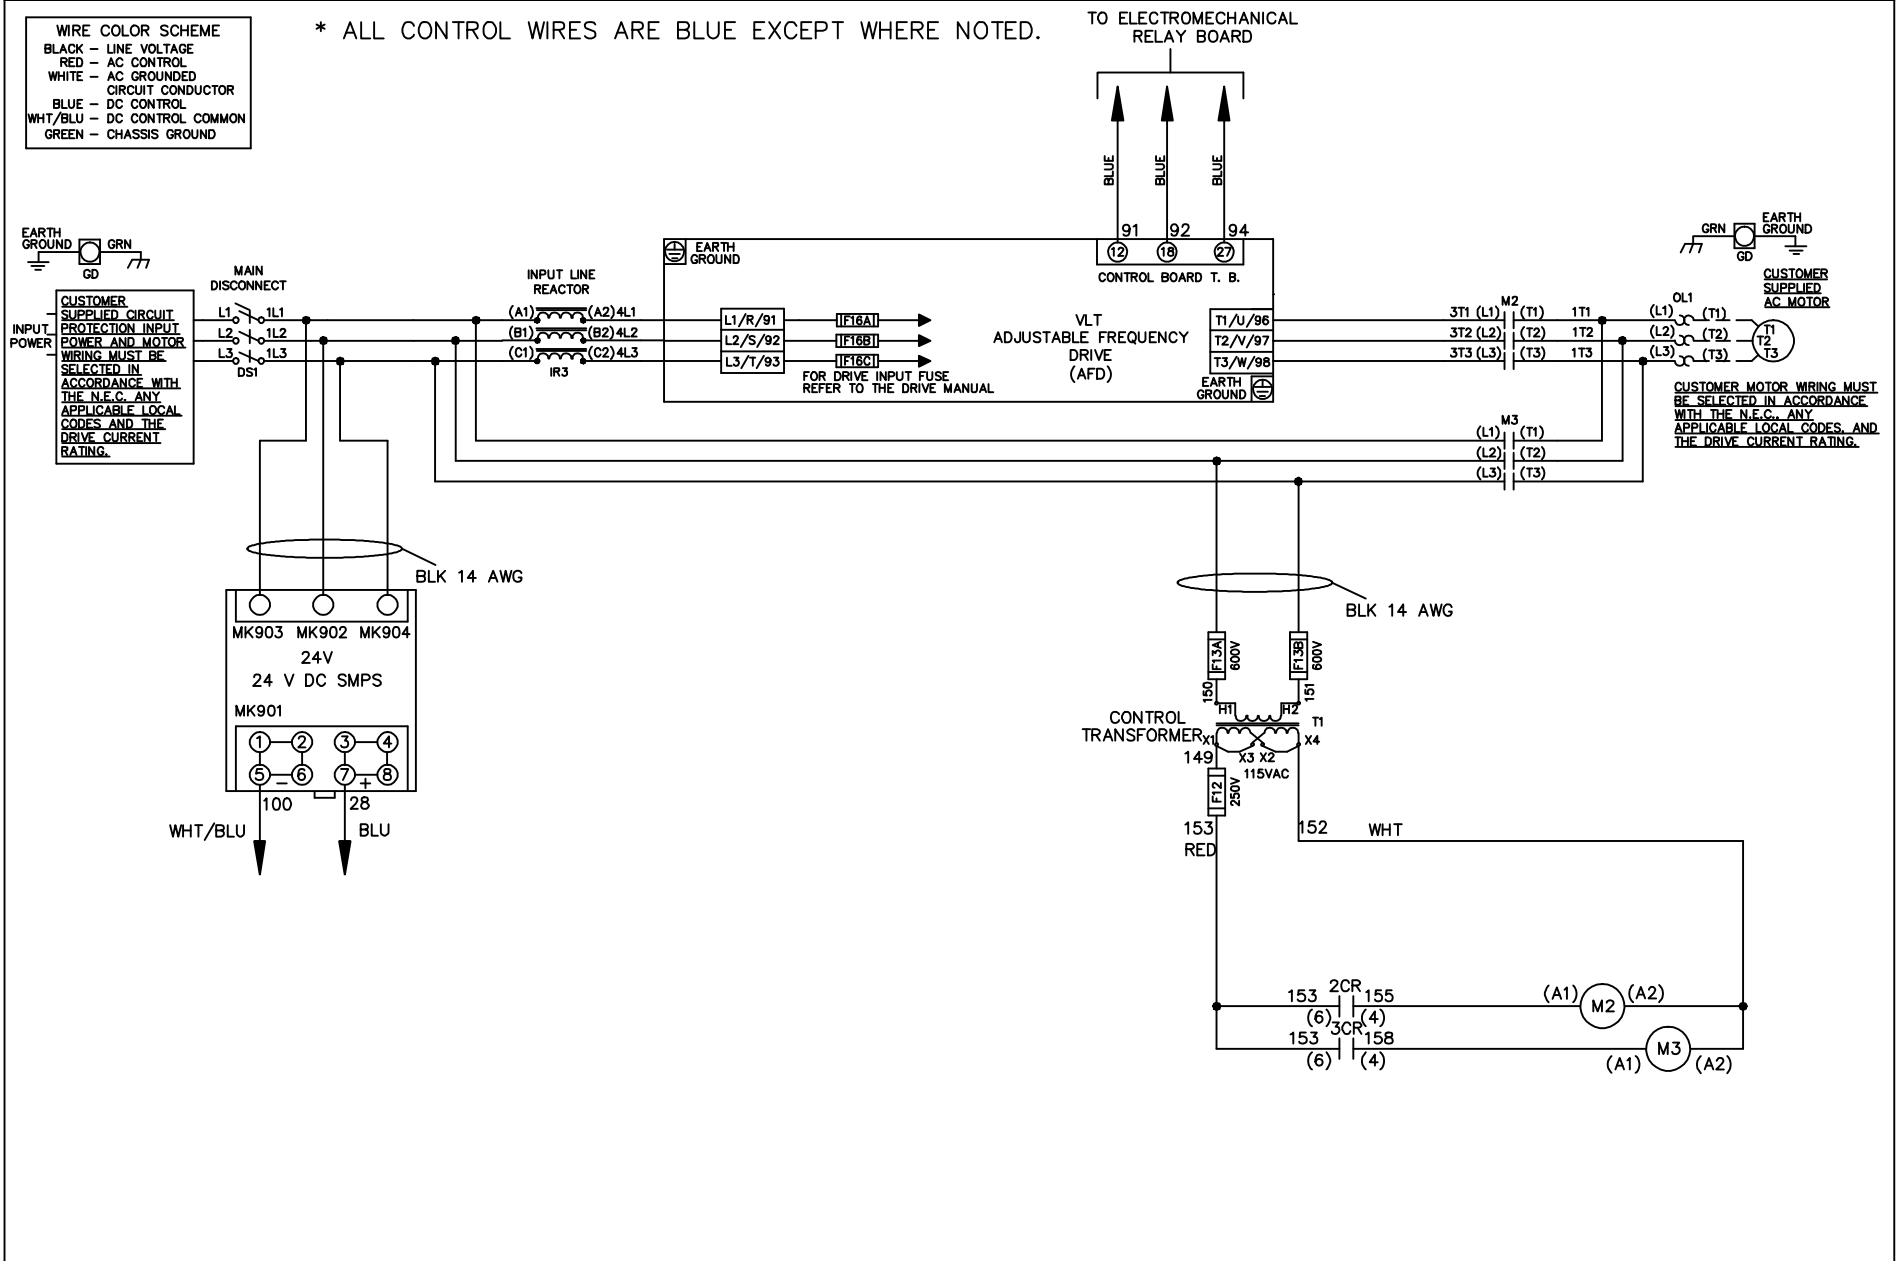 WIRE COLOR SCHEME
BLACK – LINE VOLTAGE
RED – AC CONTROL
WHITE – AC GROUNDED
CIRCUIT CONDUCTOR
BLUE – DC CONTROL
WHT/BLU – DC CONTROL COMMON
GREEN – CHASSIS GROUND
* ALL CONTROL WIRES ARE BLUE EXCEPT WHERE NOTED.
TO ELECTROMECHANICAL
RELAY BOARD
BLUE
BLUE
BLUE
91 92 94
12 18 27
CONTROL BOARD T. B.
EARTH
GROUND
GRN
GD
MAIN
DISCONNECT
L1 1L1
L2 1L2
L3 1L3
DS1
INPUT
POWER
CUSTOMER
SUPPLIED CIRCUIT
PROTECTION INPUT
POWER AND MOTOR
WIRING MUST BE
SELECTED IN
ACCORDANCE WITH
THE N.E.C. ANY
APPLICABLE LOCAL
CODES AND THE
DRIVE CURRENT
RATING.
INPUT LINE
REACTOR
(A1) (A2) 4L1
(B1) (B2) 4L2
(C1) (C2) 4L3
IR3
EARTH
GROUND
L1/R/91
L2/S/92
L3/T/93
IF16A
IF16B
IF16C
FOR DRIVE INPUT FUSE
REFER TO THE DRIVE MANUAL
VLT
ADJUSTABLE FREQUENCY
DRIVE
(AFD)
T1/U/96
T2/V/97
T3/W/98
EARTH
GROUND
M2
3T1 (L1) (T1) 1T1
3T2 (L2) (T2) 1T2
3T3 (L3) (T3) 1T3
M3
(L1) (T1)
(L2) (T2)
(L3) (T3)
OL1
(L1) (T1)
(L2) (T2)
(L3) (T3)
T1
T2
T3
GRN
GD
EARTH
GROUND
CUSTOMER
SUPPLIED
AC MOTOR
CUSTOMER MOTOR WIRING MUST
BE SELECTED IN ACCORDANCE
WITH THE N.E.C., ANY
APPLICABLE LOCAL CODES, AND
THE DRIVE CURRENT RATING.
BLK 14 AWG
MK903 MK902 MK904
24V
24 V DC SMPS
MK901
1 2 3 4
5 6 7 8
– +
100 28
WHT/BLU BLU
BLK 14 AWG
F13A 600V
F13B 600V
150 151
H1 H2
T1
CONTROL
TRANSFORMER
X1 X4
X3 X2
115VAC
149
F12 250V
153
RED
152 WHT
2CR
153 155
(6) (4)
(A1) M2 (A2)
3CR
153 158
(6) (4)
(A1) M3 (A2)